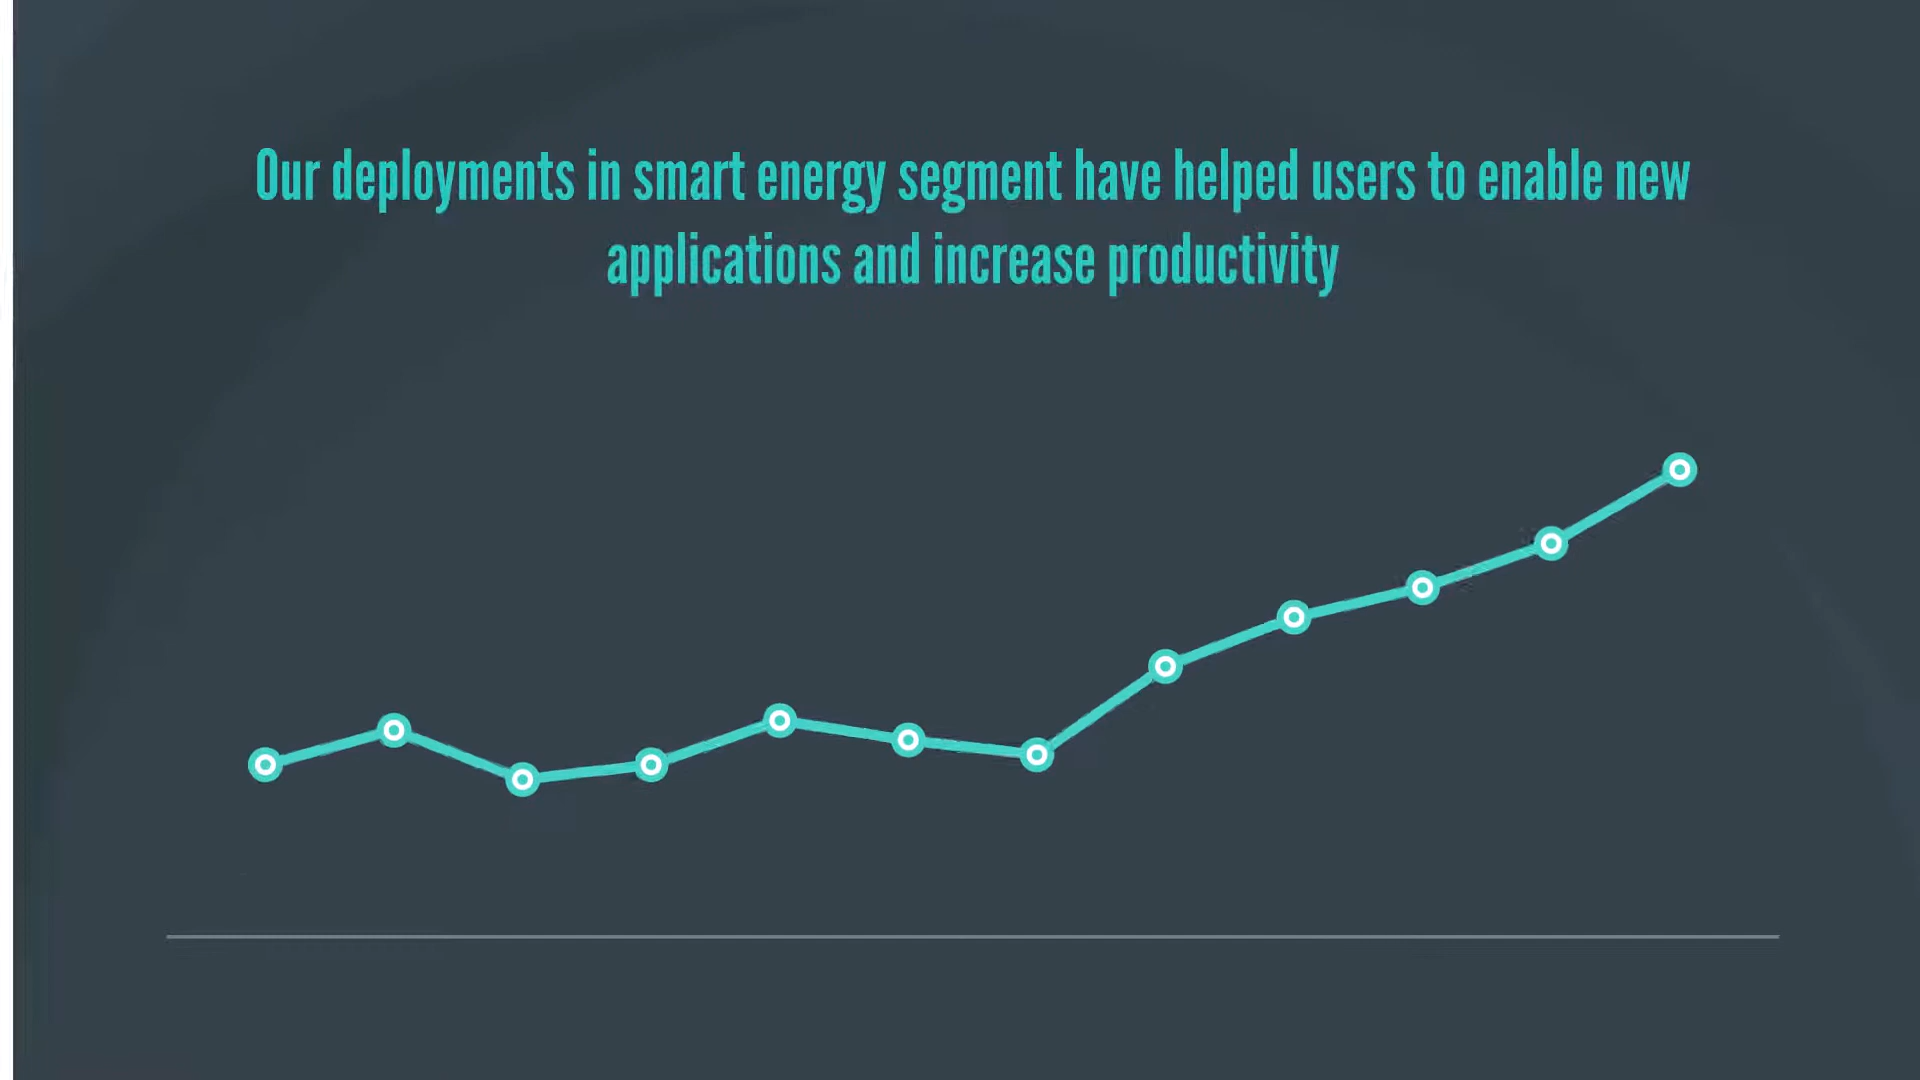 Our deployments in smart energy segment have helped users to enable new
applications and increase productivity